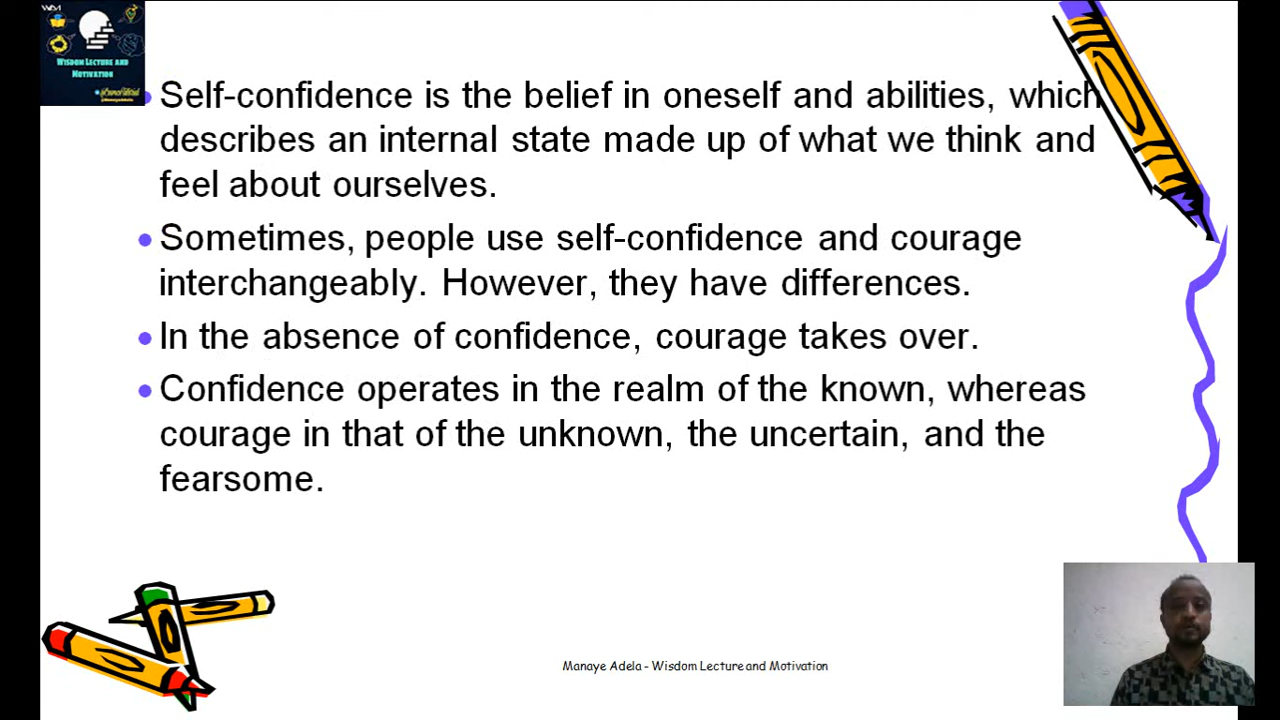 WLM
WISDOM LECTURE AND
MOTIVATION
Self-confidence is the belief in oneself and abilities, which
describes an internal state made up of what we think and
feel about ourselves.
Sometimes, people use self-confidence and courage
interchangeably. However, they have differences.
In the absence of confidence, courage takes over.
Confidence operates in the realm of the known, whereas
courage in that of the unknown, the uncertain, and the
fearsome.
Manaye Adela - Wisdom Lecture and Motivation